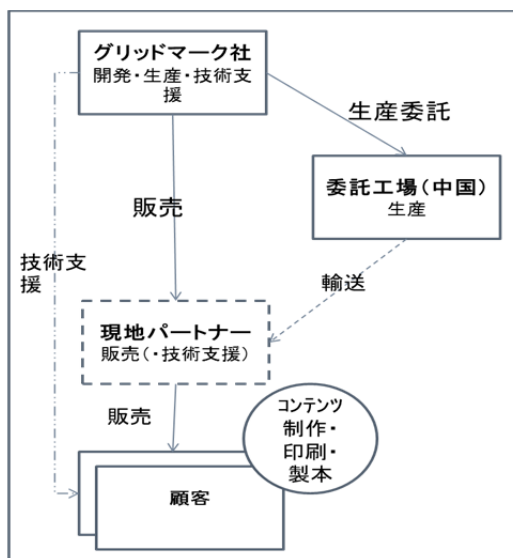 グリッドマーク社
開発・生産・技術支
援
生産委託
委託工場（中国）
生産
販売
技術支
援
輸送
現地パートナー
販売（・技術支援）
販売
コンテンツ
制作・
印刷・
製本
顧客